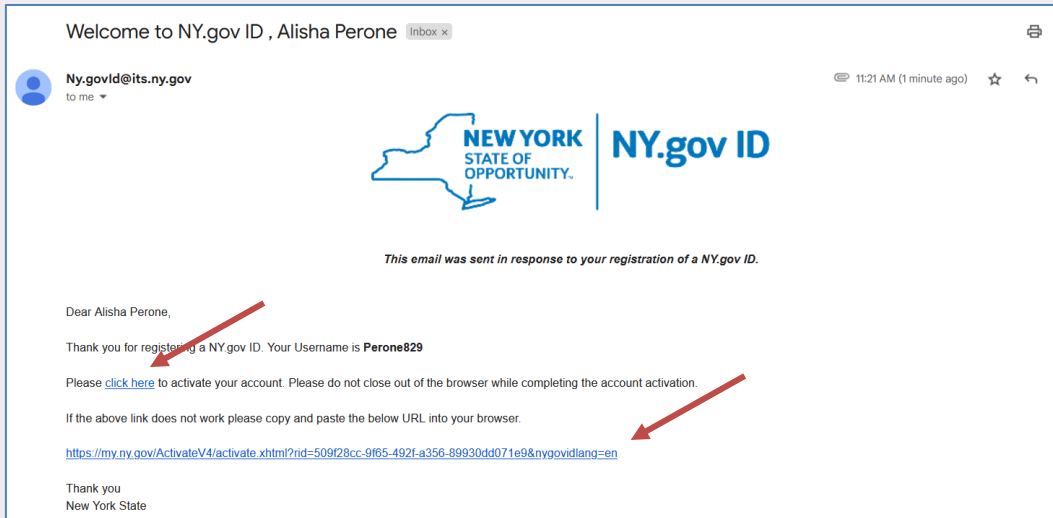 Welcome to NY.gov ID , Alisha Perone Inbox ×
Ny.govId@its.ny.gov 11:21 AM (1 minute ago)
to me
NEW YORK
STATE OF
OPPORTUNITY™
NY.gov ID
This email was sent in response to your registration of a NY.gov ID.
Dear Alisha Perone,
Thank you for registering a NY.gov ID. Your Username is Perone829
Please click here to activate your account. Please do not close out of the browser while completing the account activation.
If the above link does not work please copy and paste the below URL into your browser.
https://my.ny.gov/ActivateV4/activate.xhtml?rid=509f28cc-9f65-492f-a356-89930dd071e9&nygovidlang=en
Thank you
New York State